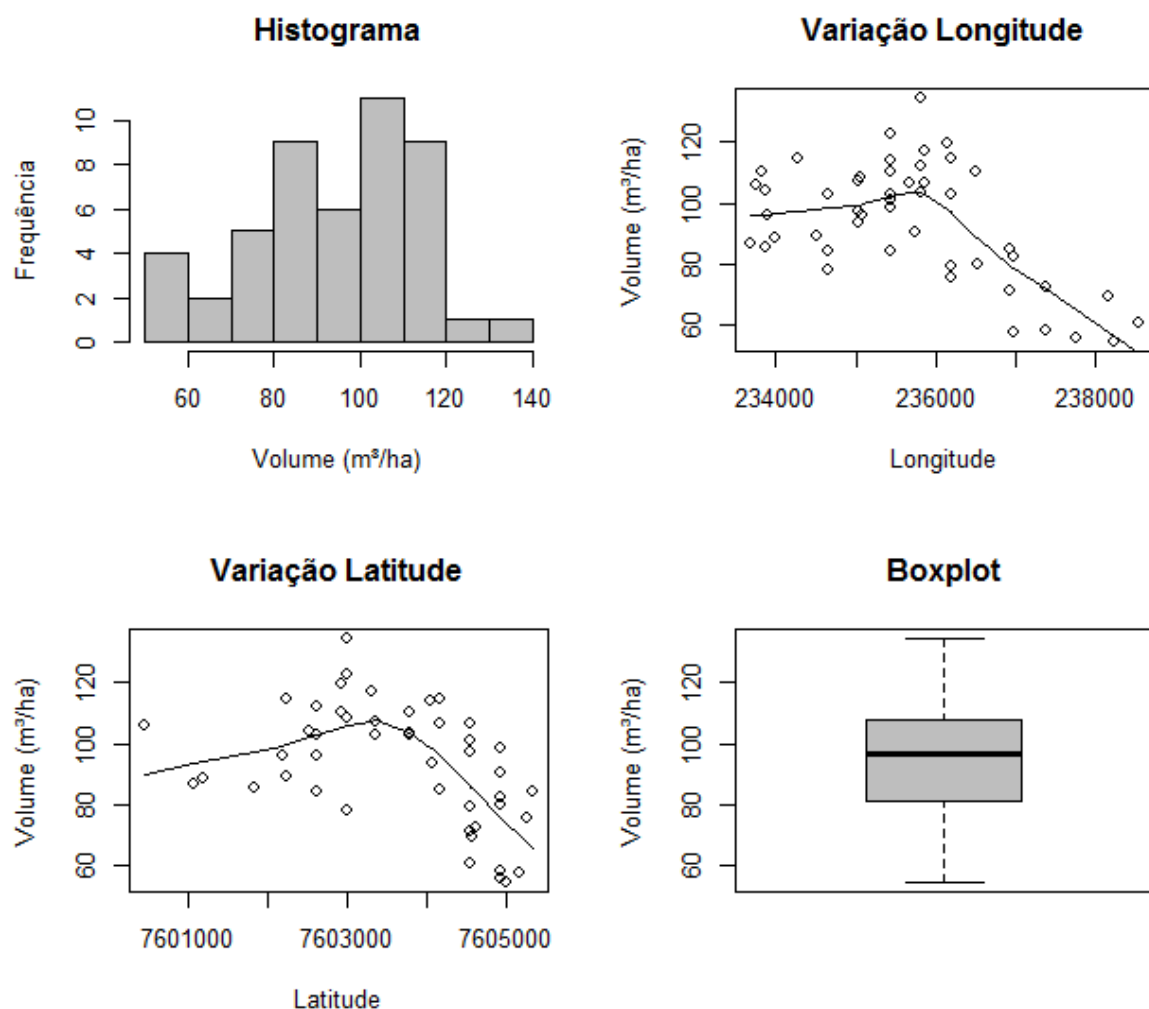 Histograma
Frequência
0 2 4 6 8 10
60 80 100 120 140
Volume (m³/ha)
Variação Longitude
Volume (m³/ha)
60 80 100 120
234000 236000 238000
Longitude
Variação Latitude
Volume (m³/ha)
60 80 100 120
7601000 7603000 7605000
Latitude
Boxplot
Volume (m³/ha)
60 80 100 120